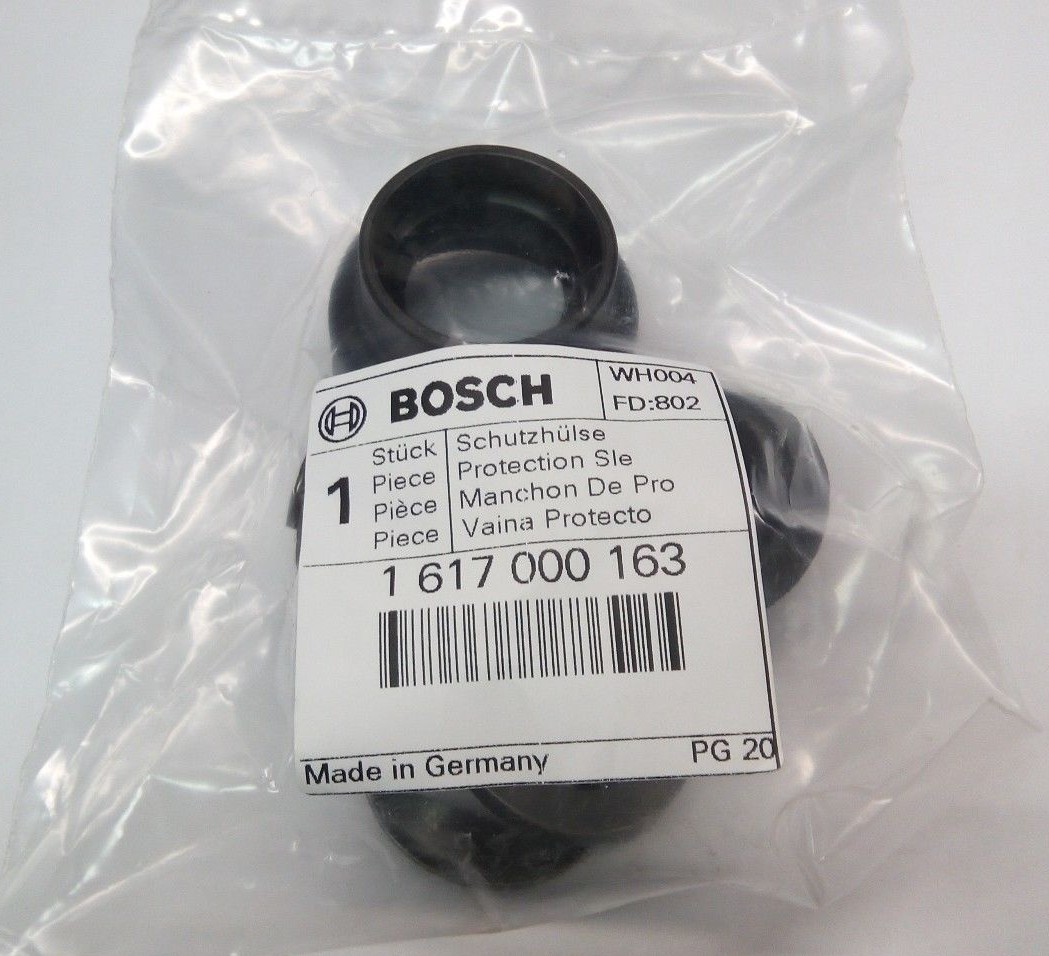 BOSCH
WH004
FD:802
1
Stück
Piece
Pièce
Piece
Schutzhülse
Protection Sle
Manchon De Pro
Vaina Protecto
1 617 000 163
Made in Germany
PG 20